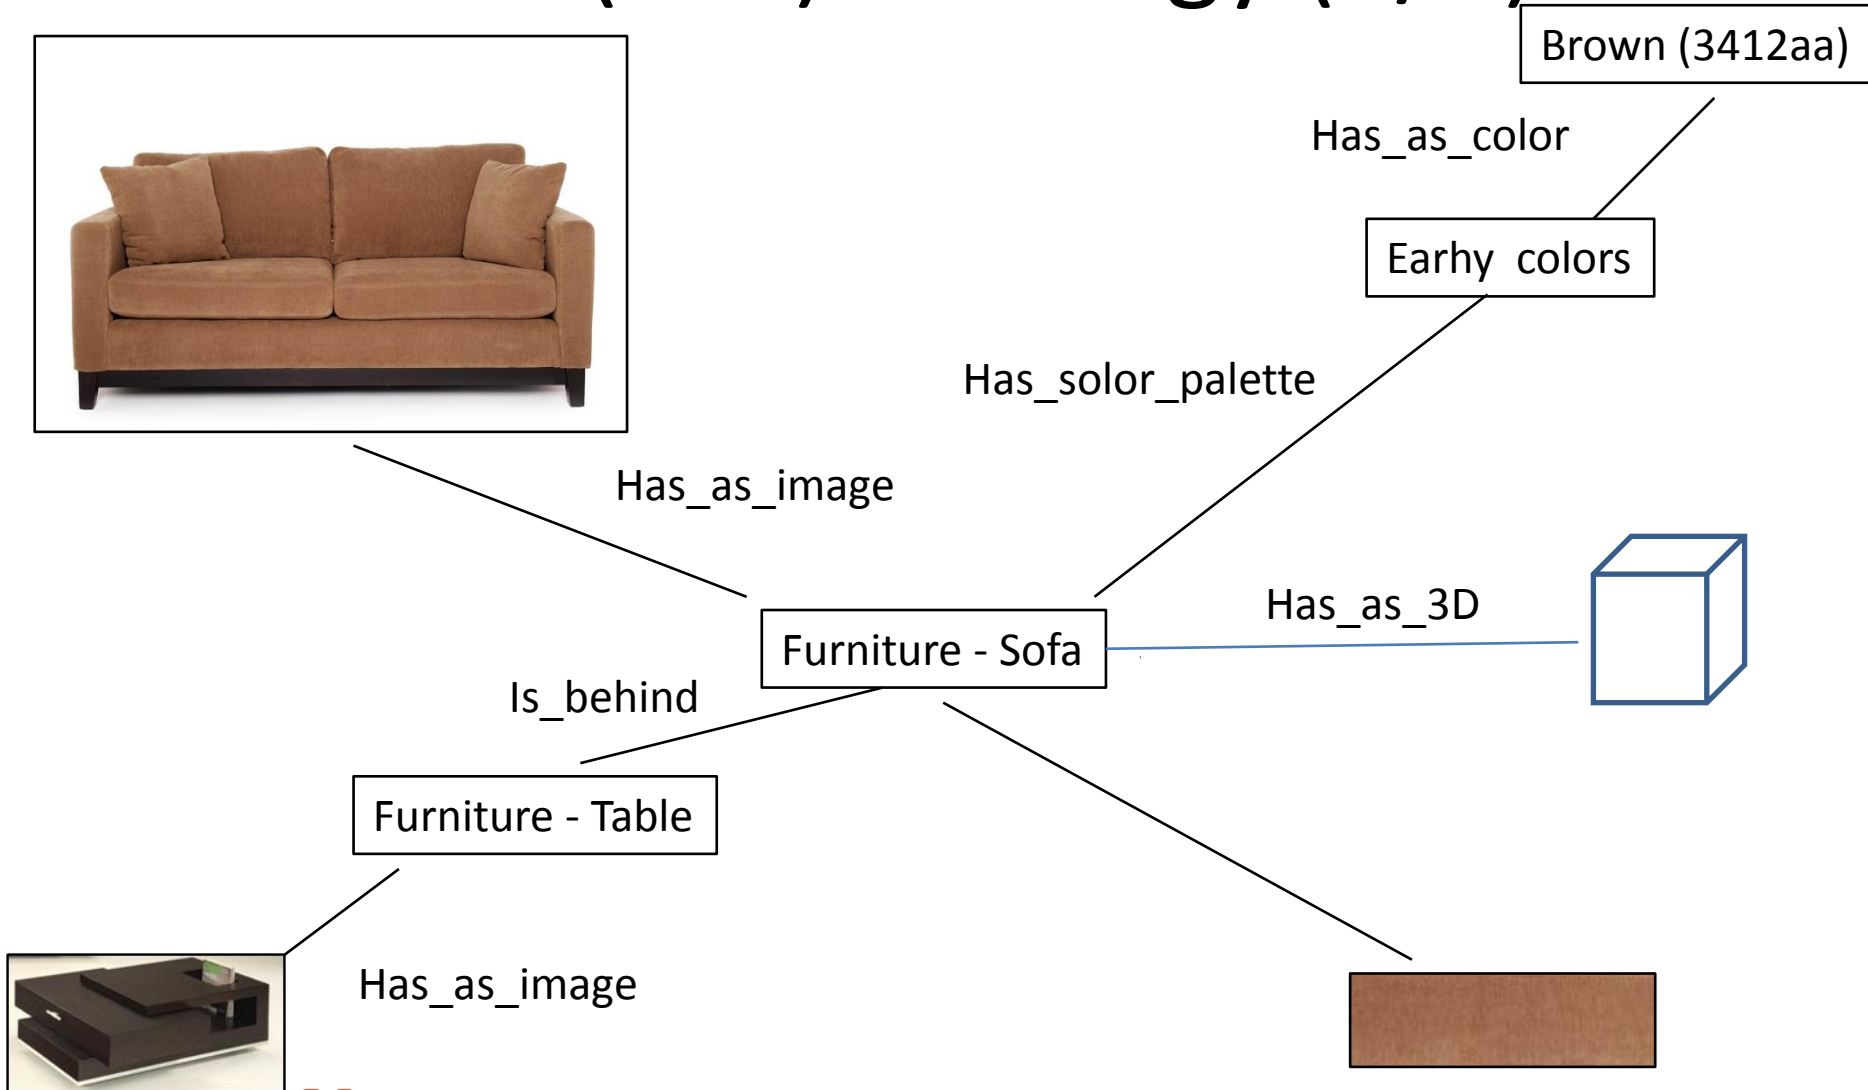 Brown (3412aa)
Has_as_color
Earhy colors
Has_solor_palette
Has_as_image
Has_as_3D
Furniture - Sofa
Is_behind
Furniture - Table
Has_as_image